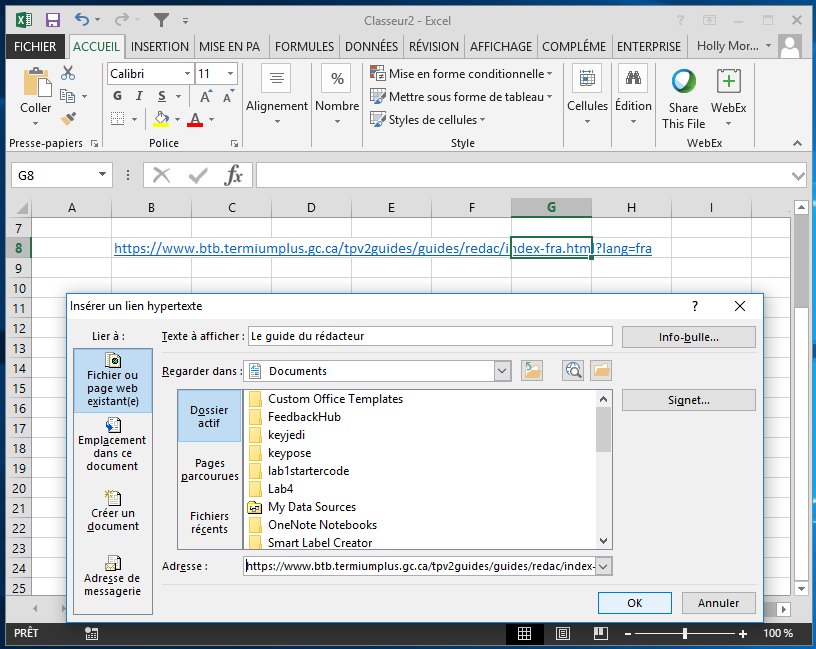 Classeur2 - Excel
FICHIER ACCUEIL INSERTION MISE EN PA FORMULES DONNÉES RÉVISION AFFICHAGE COMPLÉME ENTERPRISE Holly Mor...
Coller
Calibri 11
G I S A A
A
Alignement
%
Nombre
Mise en forme conditionnelle
Mettre sous forme de tableau
Styles de cellules
Cellules
Édition
Share
This File
WebEx
Presse-papiers Police Style WebEx
G8 fx
A B C D E F G H I
7
8 https://www.btb.termiumplus.gc.ca/tpv2guides/guides/redac/index-fra.html?lang=fra
9
10
11
12
13
14
15
16
17
18
19
20
21
22
23
24
25
Insérer un lien hypertexte ?
Lier à :
Texte à afficher : Le guide du rédacteur
Info-bulle...
Fichier ou
page web
existant(e)
Emplacement
dans ce
document
Créer un
document
Adresse de
messagerie
Regarder dans : Documents
Signet...
Dossier
actif
Pages
parcourues
Fichiers
récents
Custom Office Templates
FeedbackHub
keyjedi
keypose
lab1startercode
Lab4
My Data Sources
OneNote Notebooks
Smart Label Creator
Adresse : https://www.btb.termiumplus.gc.ca/tpv2guides/guides/redac/index-
OK Annuler
PRÊT 100 %